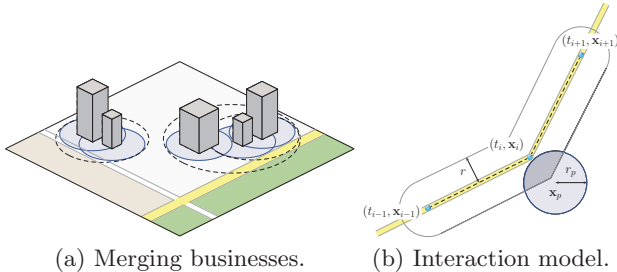 (t_{i+1}, x_{i+1})
(t_i, x_i)
r
r_p
x_p
(t_{i-1}, x_{i-1})
(a) Merging businesses.
(b) Interaction model.